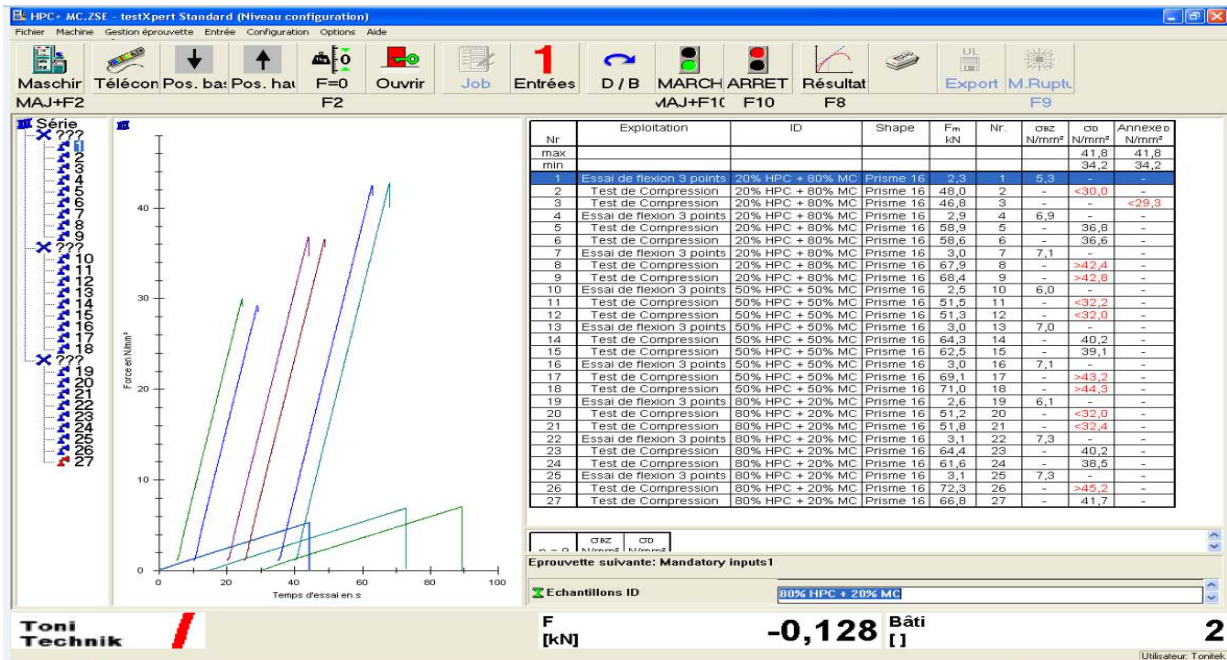 HPC+ MC.ZSE - testXpert Standard (Niveau configuration)
Fichier Machine Gestion éprouvette Entrée Configuration Options Aide
Maschir Télécon Pos. ba: Pos. hau F=0 Ouvrir Job Entrées D / B MARCH ARRET Résultat Export M.Ruptu
MAJ+F2 F2 MAJ+F1( F10 F8 F9
Série
???
1
2
3
4
5
6
7
8
9
???
10
11
12
13
14
15
16
17
18
???
19
20
21
22
23
24
25
26
27
Force en N/mm²
40
30
20
10
0
0 20 40 60 80 100
Temps d'essai en s
Nr Exploitation ID Shape Fm kN Nr. σBZ N/mm² σD N/mm² Annexe D N/mm²
max 41,8 41,8
min 34,2 34,2
1 Essai de flexion 3 points 20% HPC + 80% MC Prisme 16 2,3 1 5,3 - -
2 Test de Compression 20% HPC + 80% MC Prisme 16 48,0 2 - <30,0 -
3 Test de Compression 20% HPC + 80% MC Prisme 16 46,8 3 - - <29,3
4 Essai de flexion 3 points 20% HPC + 80% MC Prisme 16 2,9 4 6,9 - -
5 Test de Compression 20% HPC + 80% MC Prisme 16 58,9 5 - 36,8 -
6 Test de Compression 20% HPC + 80% MC Prisme 16 58,6 6 - 36,6 -
7 Essai de flexion 3 points 20% HPC + 80% MC Prisme 16 3,0 7 7,1 - -
8 Test de Compression 20% HPC + 80% MC Prisme 16 67,9 8 - >42,4 -
9 Test de Compression 20% HPC + 80% MC Prisme 16 68,4 9 - >42,8 -
10 Essai de flexion 3 points 50% HPC + 50% MC Prisme 16 2,5 10 6,0 - -
11 Test de Compression 50% HPC + 50% MC Prisme 16 51,5 11 - <32,2 -
12 Test de Compression 50% HPC + 50% MC Prisme 16 51,3 12 - <32,0 -
13 Essai de flexion 3 points 50% HPC + 50% MC Prisme 16 3,0 13 7,0 - -
14 Test de Compression 50% HPC + 50% MC Prisme 16 64,3 14 - 40,2 -
15 Test de Compression 50% HPC + 50% MC Prisme 16 62,5 15 - 39,1 -
16 Essai de flexion 3 points 50% HPC + 50% MC Prisme 16 3,0 16 7,1 - -
17 Test de Compression 50% HPC + 50% MC Prisme 16 69,1 17 - >43,2 -
18 Test de Compression 50% HPC + 50% MC Prisme 16 71,0 18 - >44,3 -
19 Essai de flexion 3 points 80% HPC + 20% MC Prisme 16 2,6 19 6,1 - -
20 Test de Compression 80% HPC + 20% MC Prisme 16 51,2 20 - <32,0 -
21 Test de Compression 80% HPC + 20% MC Prisme 16 51,8 21 - <32,4 -
22 Essai de flexion 3 points 80% HPC + 20% MC Prisme 16 3,1 22 7,3 - -
23 Test de Compression 80% HPC + 20% MC Prisme 16 64,4 23 - 40,2 -
24 Test de Compression 80% HPC + 20% MC Prisme 16 61,6 24 - 38,5 -
25 Essai de flexion 3 points 80% HPC + 20% MC Prisme 16 3,1 25 7,3 - -
26 Test de Compression 80% HPC + 20% MC Prisme 16 72,3 26 - >45,2 -
27 Test de Compression 80% HPC + 20% MC Prisme 16 66,8 27 - 41,7 -
σBZ σD
N/mm² N/mm²
Eprouvette suivante: Mandatory inputs1
Echantillons ID 80% HPC + 20% MC
Toni Technik
F [kN] -0,128 Bâti [ ] 2
Utilisateur: Tonitek